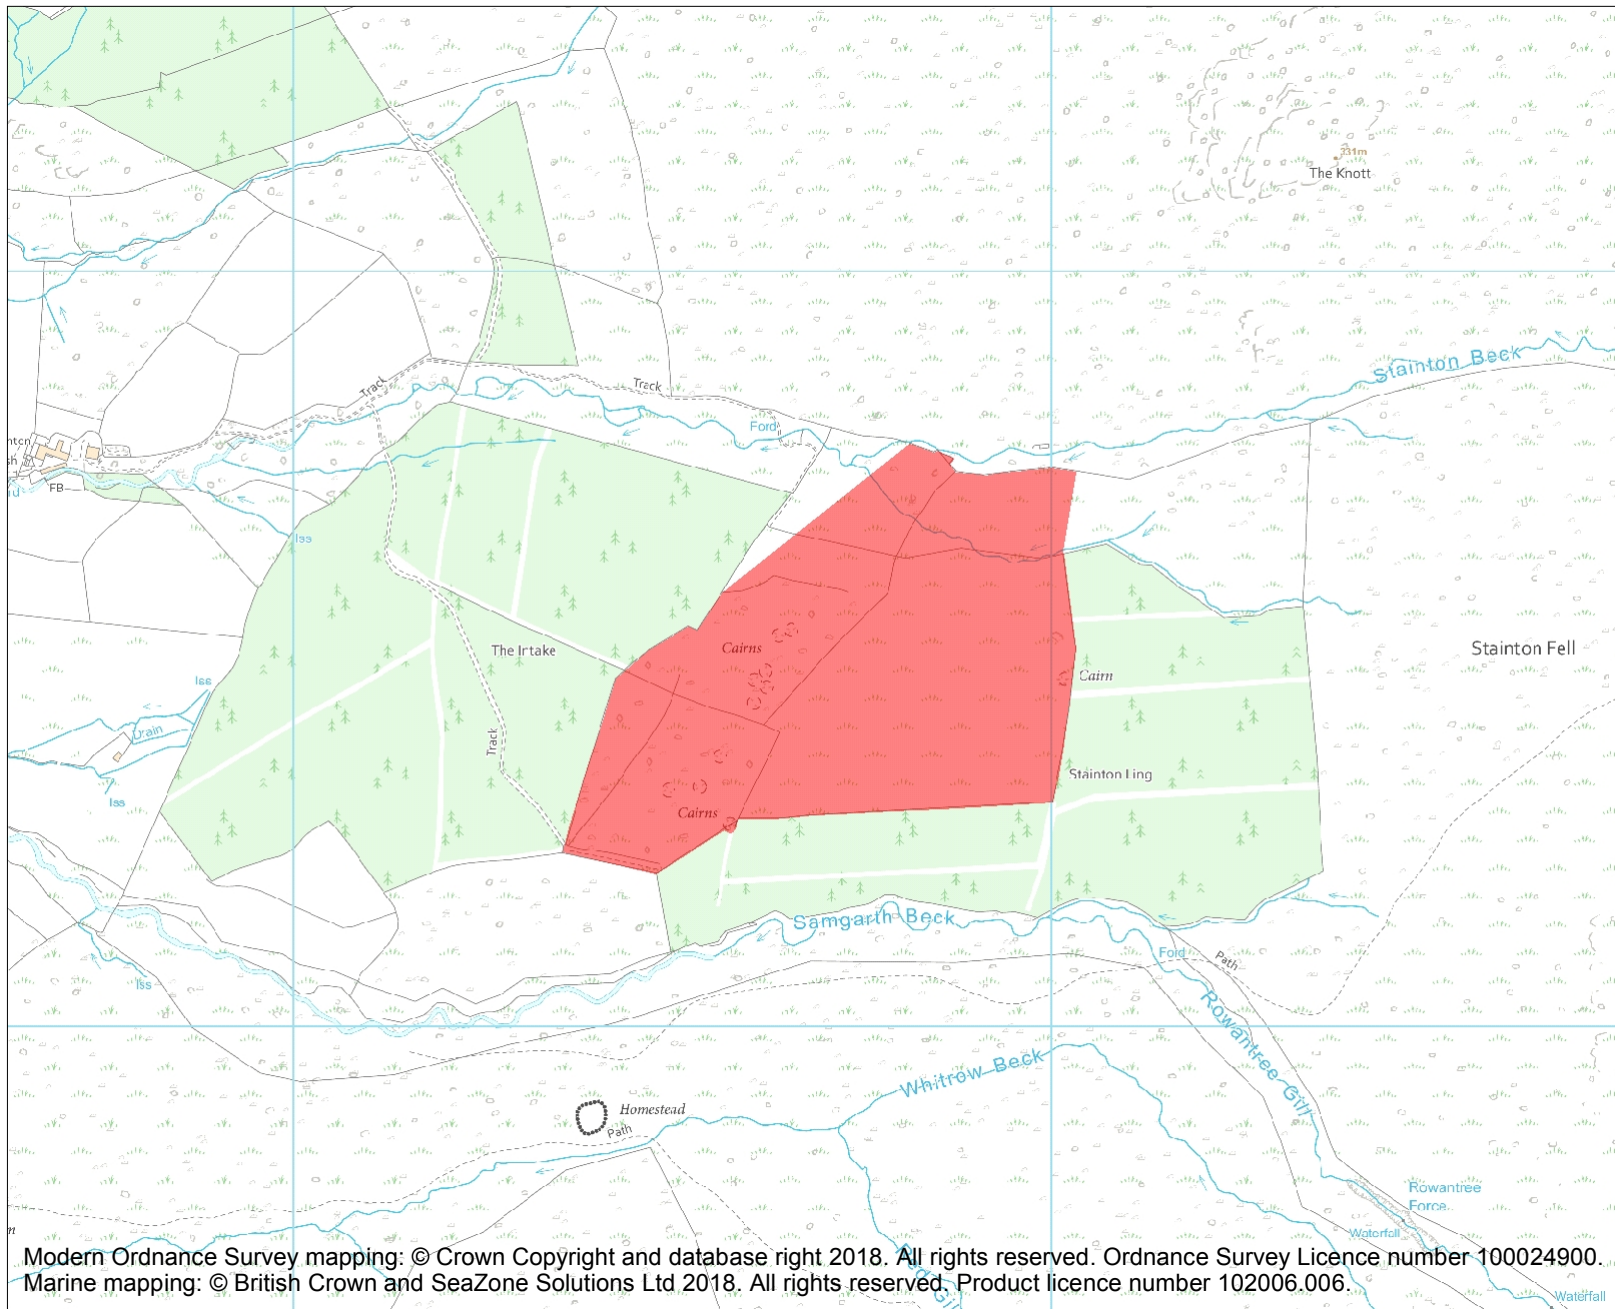 331m
The Knott
Stainton Beck
Track
Track
Ford
FB
Iss
The Intake
Cairns
Cairn
Stainton Fell
Iss
Drain
Track
Stainton Ling
Iss
Cairns
Samgarth Beck
Ford
Path
Iss
Rowantree Gill
Whitrow Beck
Homestead
Path
Rowantree
Force
Waterfall
Modern Ordnance Survey mapping: © Crown Copyright and database right 2018. All rights reserved. Ordnance Survey Licence number 100024900.
Marine mapping: © British Crown and SeaZone Solutions Ltd 2018. All rights reserved. Product licence number 102006.006.
Waterfall